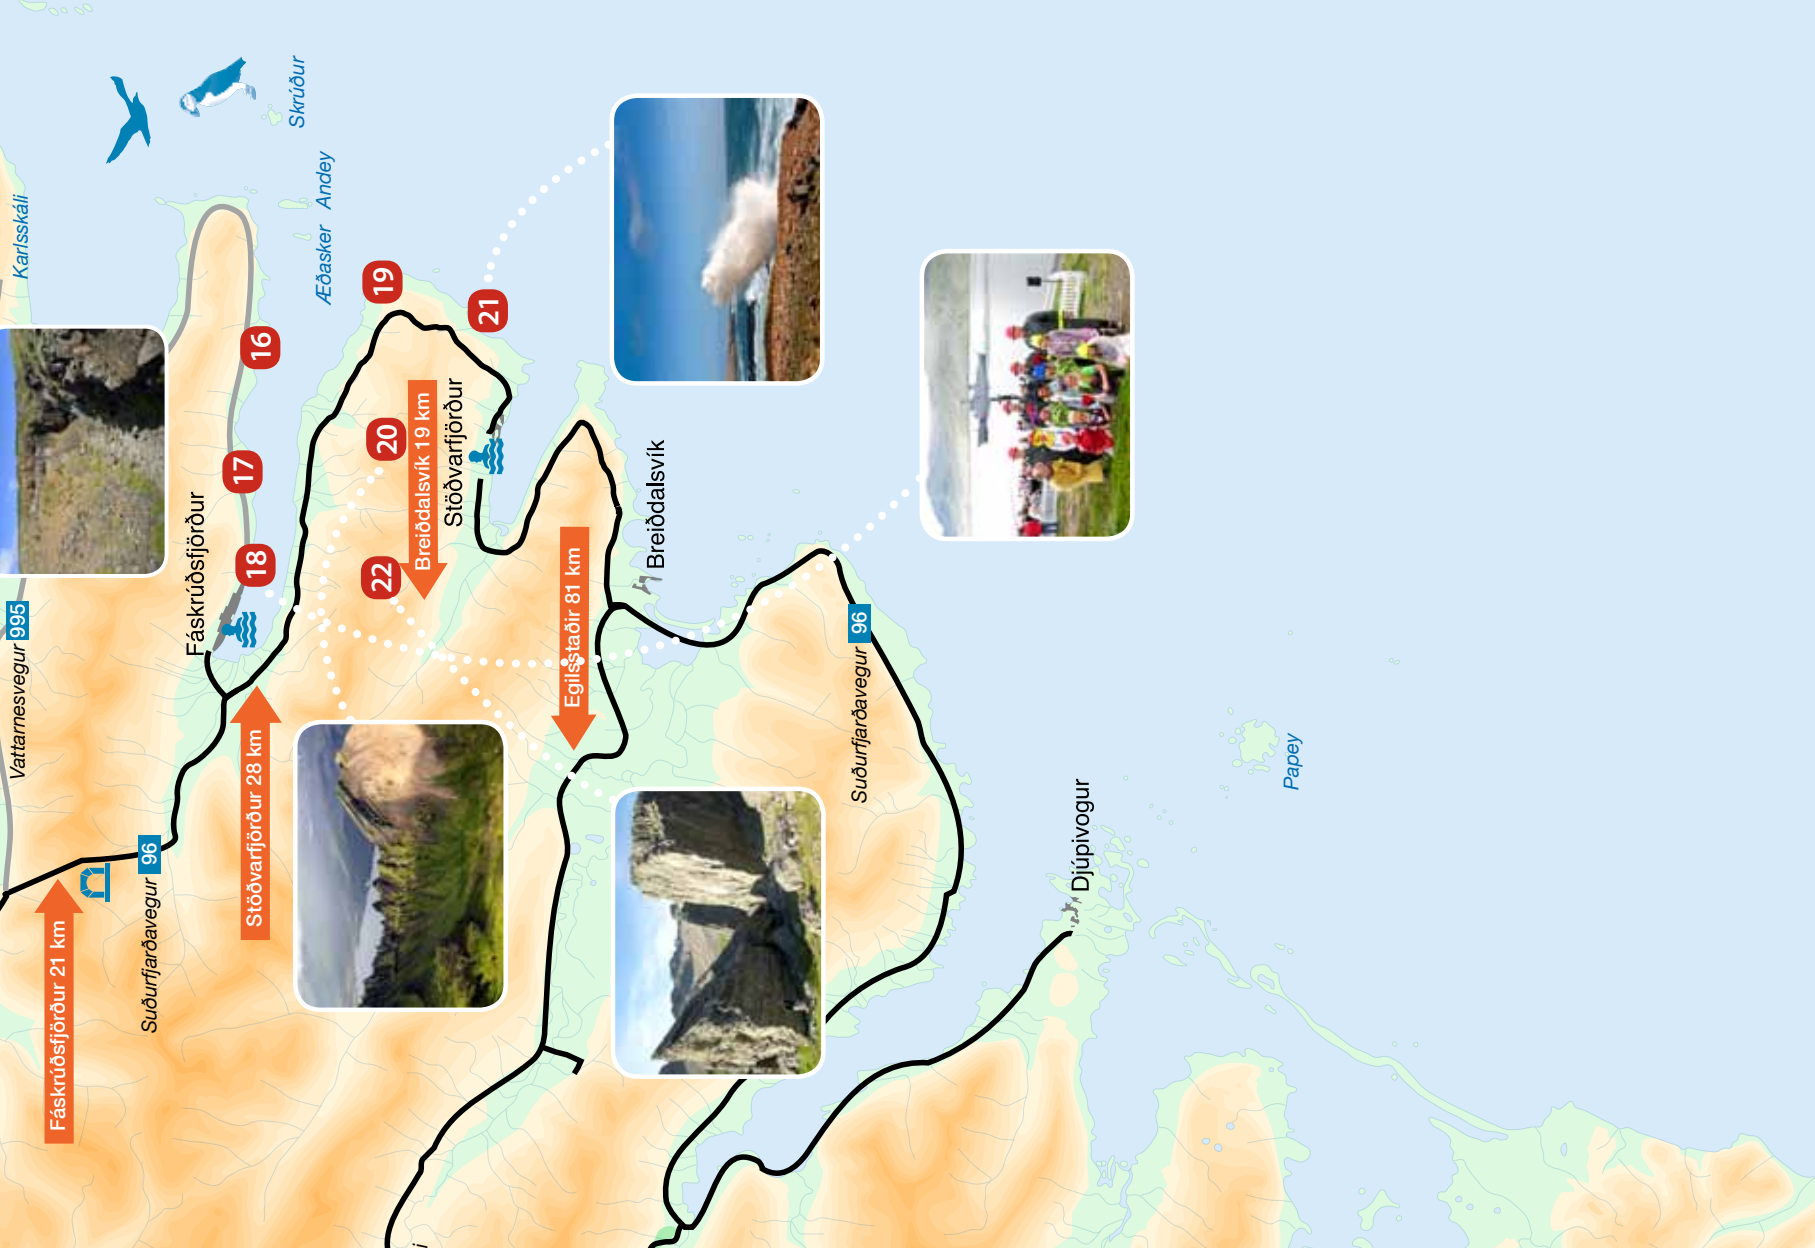 Karlsskáli
Skrúður
Andey
Æðasker
19
21
16
20
17
18
22
Fáskrúðsfjörður
Breiðdalsvík 19 km
Stöðvarfjörður
Breiðdalsvík
Egilsstaðir 81 km
995
Vattarnesvegur
96
Suðurfjarðavegur
Stöðvarfjörður 28 km
96
Suðurfjarðavegur
Fáskrúðsfjörður 21 km
Papey
Djúpivogur
i